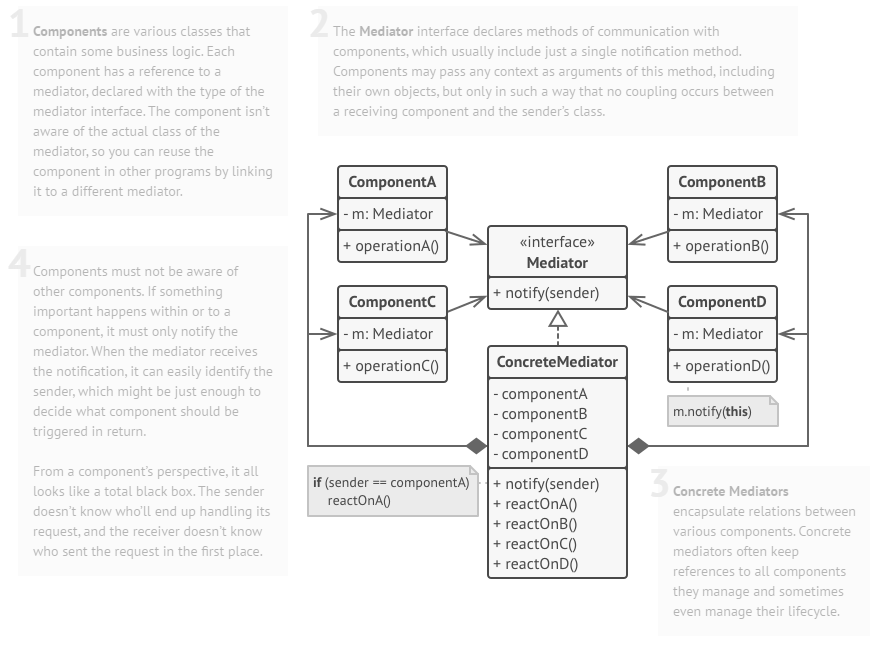 1
Components are various classes that
contain some business logic. Each
component has a reference to a
mediator, declared with the type of the
mediator interface. The component isn't
aware of the actual class of the
mediator, so you can reuse the
component in other programs by linking
it to a different mediator.
2
The Mediator interface declares methods of communication with
components, which usually include just a single notification method.
Components may pass any context as arguments of this method, including
their own objects, but only in such a way that no coupling occurs between
a receiving component and the sender's class.
ComponentA
- m: Mediator
+ operationA()
«interface»
Mediator
+ notify(sender)
ComponentB
- m: Mediator
+ operationB()
4
Components must not be aware of
other components. If something
important happens within or to a
component, it must only notify the
mediator. When the mediator receives
the notification, it can easily identify the
sender, which might be just enough to
decide what component should be
triggered in return.
From a component's perspective, it all
looks like a total black box. The sender
doesn't know who'll end up handling its
request, and the receiver doesn't know
who sent the request in the first place.
ComponentC
- m: Mediator
+ operationC()
ComponentD
- m: Mediator
+ operationD()
m.notify(this)
ConcreteMediator
- componentA
- componentB
- componentC
- componentD
+ notify(sender)
+ reactOnA()
+ reactOnB()
+ reactOnC()
+ reactOnD()
if (sender == componentA)
reactOnA()
3
Concrete Mediators
encapsulate relations between
various components. Concrete
mediators often keep
references to all components
they manage and sometimes
even manage their lifecycle.